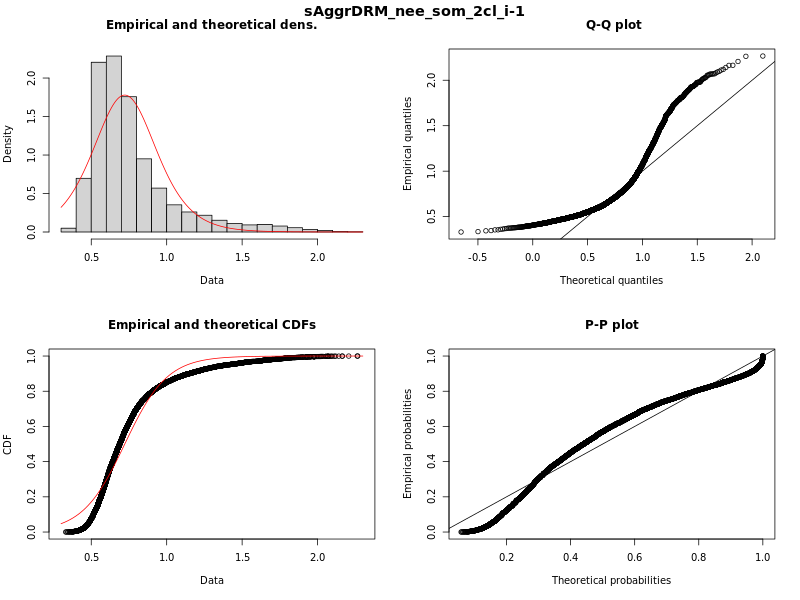 sAggrDRM_nee_som_2cl_i-1
Empirical and theoretical dens.
Density
0.0 0.5 1.0 1.5 2.0
0.5 1.0 1.5 2.0
Data
Q-Q plot
Empirical quantiles
0.5 1.0 1.5 2.0
-0.5 0.0 0.5 1.0 1.5 2.0
Theoretical quantiles
Empirical and theoretical CDFs
CDF
0.0 0.2 0.4 0.6 0.8 1.0
0.5 1.0 1.5 2.0
Data
P-P plot
Empirical probabilities
0.0 0.2 0.4 0.6 0.8 1.0
0.2 0.4 0.6 0.8 1.0
Theoretical probabilities